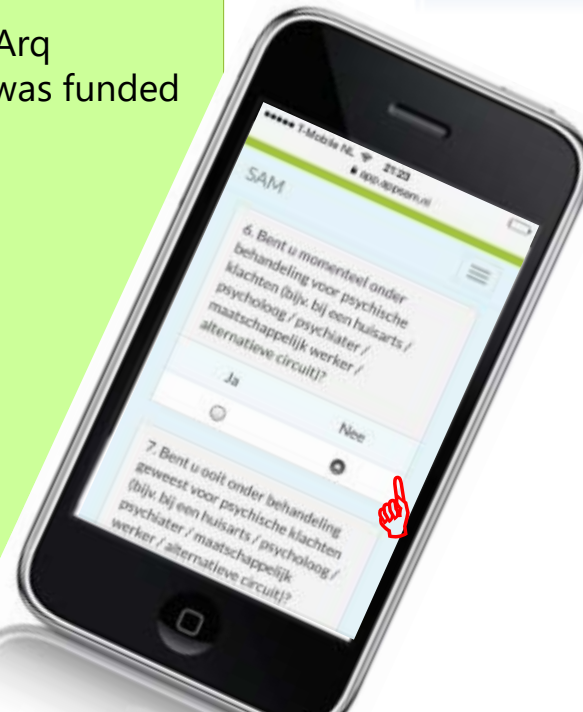 Arq
was funded
T-Mobile NL 21:23
app.appsem.nl
SAM
6. Bent u momenteel onder
behandeling voor psychische
klachten (bijv. bij een huisarts /
psycholoog / psychiater /
maatschappelijk werker /
alternatieve circuit)?
Ja Nee
7. Bent u ooit onder behandeling
geweest voor psychische klachten
(bijv. bij een huisarts / psycholoog /
psychiater / maatschappelijk
werker / alternatieve circuit)?